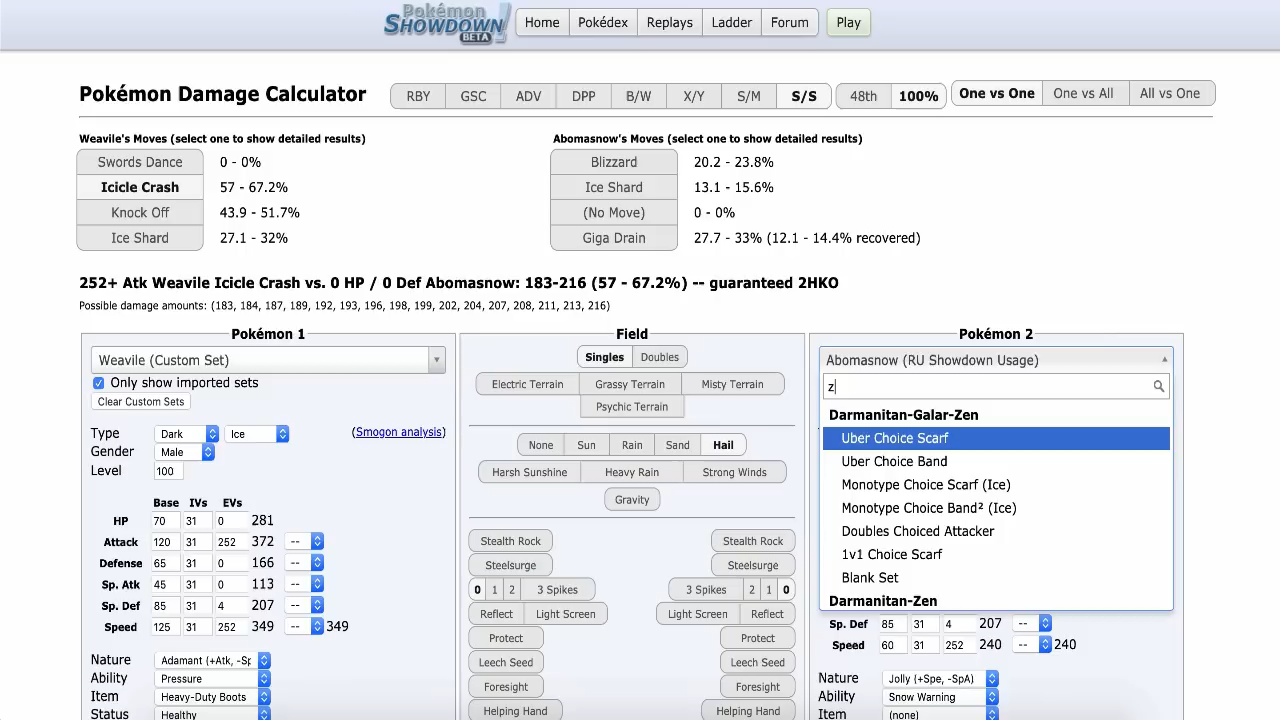 Pokémon
SHOWDOWN!
BETA
Home Pokédex Replays Ladder Forum Play
Pokémon Damage Calculator
RBY GSC ADV DPP B/W X/Y S/M S/S 48th 100% One vs One One vs All All vs One
Weavile's Moves (select one to show detailed results)
Swords Dance 0 - 0%
Icicle Crash 57 - 67.2%
Knock Off 43.9 - 51.7%
Ice Shard 27.1 - 32%
Abomasnow's Moves (select one to show detailed results)
Blizzard 20.2 - 23.8%
Ice Shard 13.1 - 15.6%
(No Move) 0 - 0%
Giga Drain 27.7 - 33% (12.1 - 14.4% recovered)
252+ Atk Weavile Icicle Crash vs. 0 HP / 0 Def Abomasnow: 183-216 (57 - 67.2%) -- guaranteed 2HKO
Possible damage amounts: (183, 184, 187, 189, 192, 193, 196, 198, 199, 202, 204, 207, 208, 211, 213, 216)
Pokémon 1
Weavile (Custom Set)
Only show imported sets
Clear Custom Sets
Type Dark Ice (Smogon analysis)
Gender Male
Level 100
Base IVs EVs
HP 70 31 0 281
Attack 120 31 252 372 --
Defense 65 31 0 166 --
Sp. Atk 45 31 0 113 --
Sp. Def 85 31 4 207 --
Speed 125 31 252 349 -- 349
Nature Adamant (+Atk, -Sp
Ability Pressure
Item Heavy-Duty Boots
Status Healthy
Field
Singles Doubles
Electric Terrain Grassy Terrain Misty Terrain
Psychic Terrain
None Sun Rain Sand Hail
Harsh Sunshine Heavy Rain Strong Winds
Gravity
Stealth Rock Stealth Rock
Steelsurge Steelsurge
0 1 2 3 Spikes 3 Spikes 2 1 0
Reflect Light Screen Light Screen Reflect
Protect Protect
Leech Seed Leech Seed
Foresight Foresight
Helping Hand Helping Hand
Pokémon 2
Abomasnow (RU Showdown Usage)
z
Darmanitan-Galar-Zen
Uber Choice Scarf
Uber Choice Band
Monotype Choice Scarf (Ice)
Monotype Choice Band² (Ice)
Doubles Choiced Attacker
1v1 Choice Scarf
Blank Set
Darmanitan-Zen
Sp. Def 85 31 4 207 --
Speed 60 31 252 240 -- 240
Nature Jolly (+Spe, -SpA)
Ability Snow Warning
Item (none)